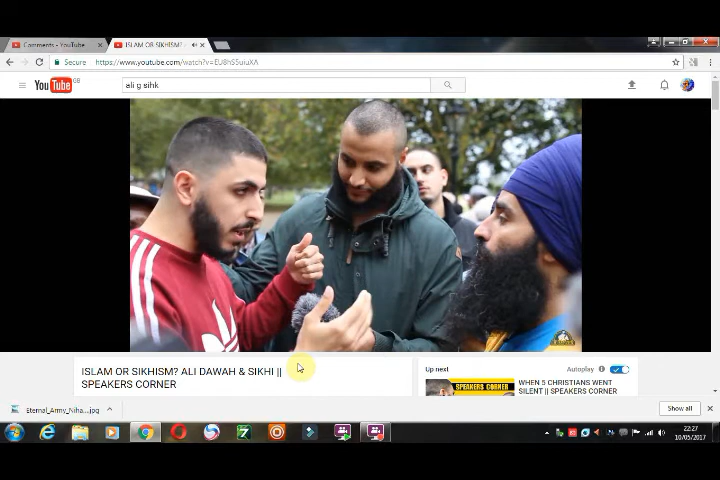 Comments - YouTube
ISLAM OR SIKHISM?
Secure
https://www.youtube.com/watch?v=EU8hS5uiuXA
YouTube GB
ali g sihk
ISLAM OR SIKHISM? ALI DAWAH & SIKHI ||
SPEAKERS CORNER
Up next
Autoplay
SPEAKERS CORNER
WHEN 5 CHRISTIANS WENT
SILENT || SPEAKERS CORNER
Eternal_Army_Niha....jpg
Show all
22:27
10/05/2017